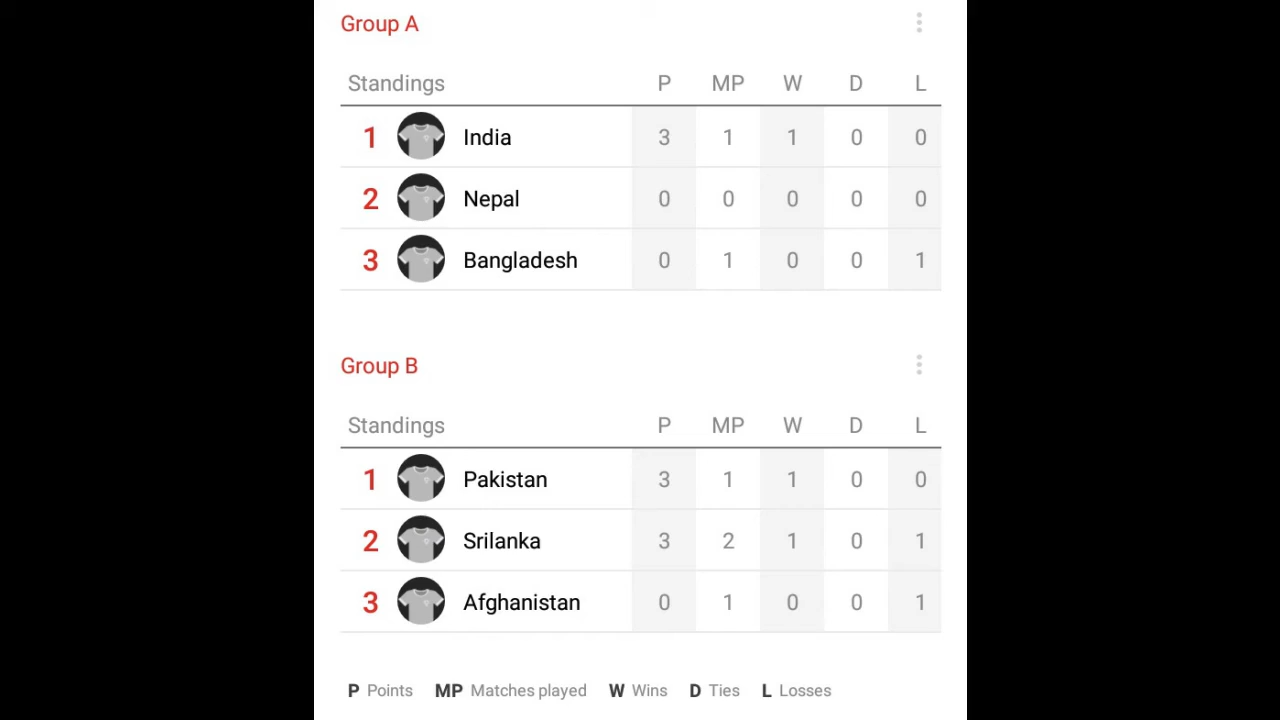 Group A
Standings P MP W D L
1 India 3 1 1 0 0
2 Nepal 0 0 0 0 0
3 Bangladesh 0 1 0 0 1
Group B
Standings P MP W D L
1 Pakistan 3 1 1 0 0
2 Srilanka 3 2 1 0 1
3 Afghanistan 0 1 0 0 1
P Points MP Matches played W Wins D Ties L Losses